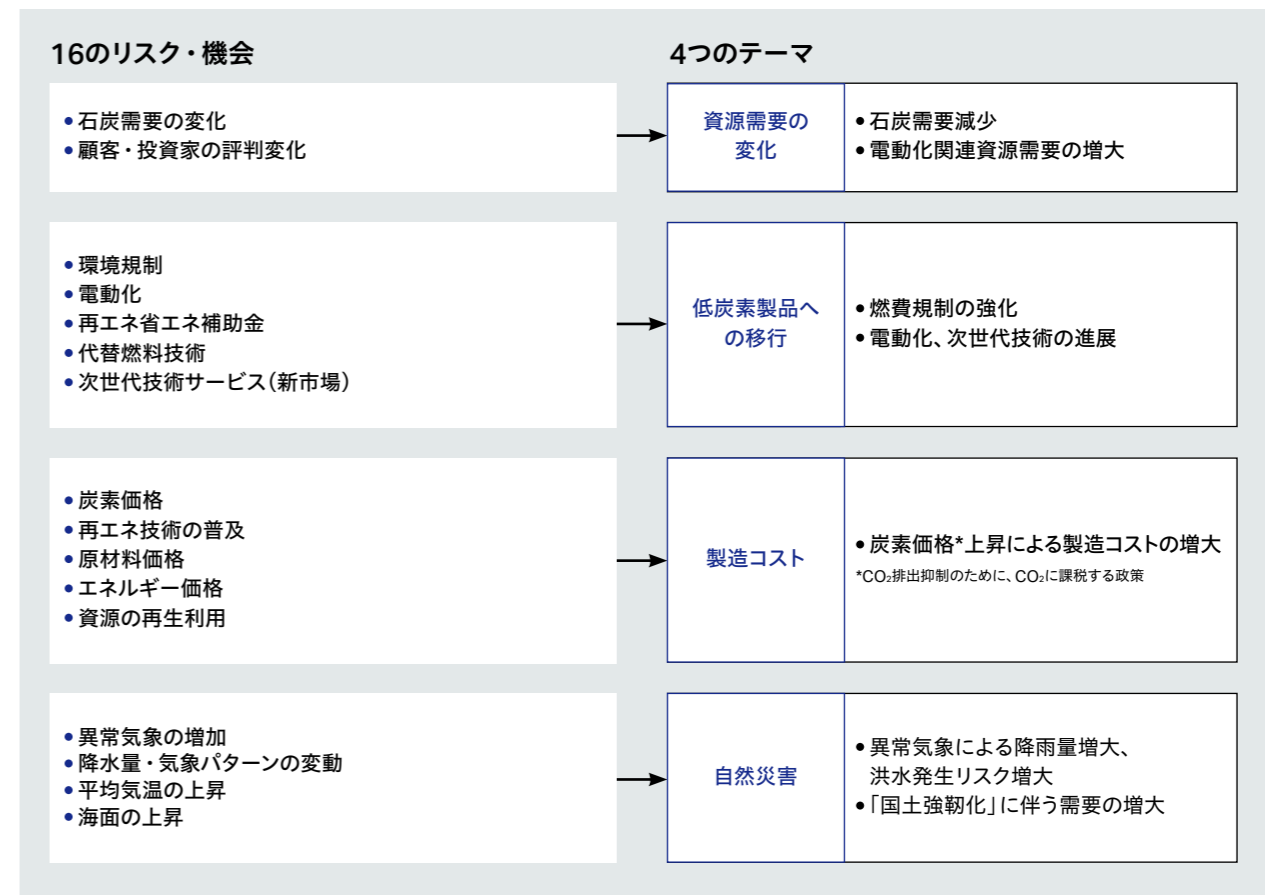 16のリスク・機会
4つのテーマ
• 石炭需要の変化
• 顧客・投資家の評判変化
資源需要の
変化
• 石炭需要減少
• 電動化関連資源需要の増大
• 環境規制
• 電動化
• 再エネ省エネ補助金
• 代替燃料技術
• 次世代技術サービス(新市場)
低炭素製品へ
の移行
• 燃費規制の強化
• 電動化、次世代技術の進展
• 炭素価格
• 再エネ技術の普及
• 原材料価格
• エネルギー価格
• 資源の再生利用
製造コスト
• 炭素価格*上昇による製造コストの増大
*CO₂排出抑制のために、CO₂に課税する政策
• 異常気象の増加
• 降水量・気象パターンの変動
• 平均気温の上昇
• 海面の上昇
自然災害
• 異常気象による降雨量増大、
洪水発生リスク増大
• 「国土強靭化」に伴う需要の増大